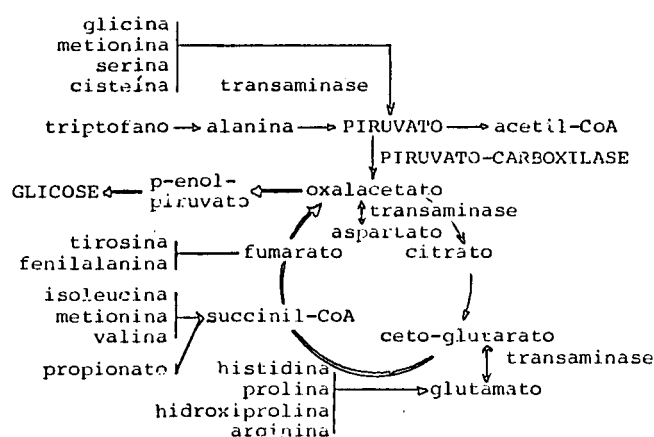 glicina
metionina
serina
cisteína
transaminase
triptofano alanina PIRUVATO acetil-CoA
PIRUVATO-CARBOXILASE
GLICOSE p-enol-piruvato oxalacetato
transaminase
aspartato
tirosina
fenilalanina
fumarato citrato
isoleucina
metionina
valina
succinil-CoA
ceto-glutarato
propionato
transaminase
histidina
prolina
hidroxiprolina
arginina
glutamato